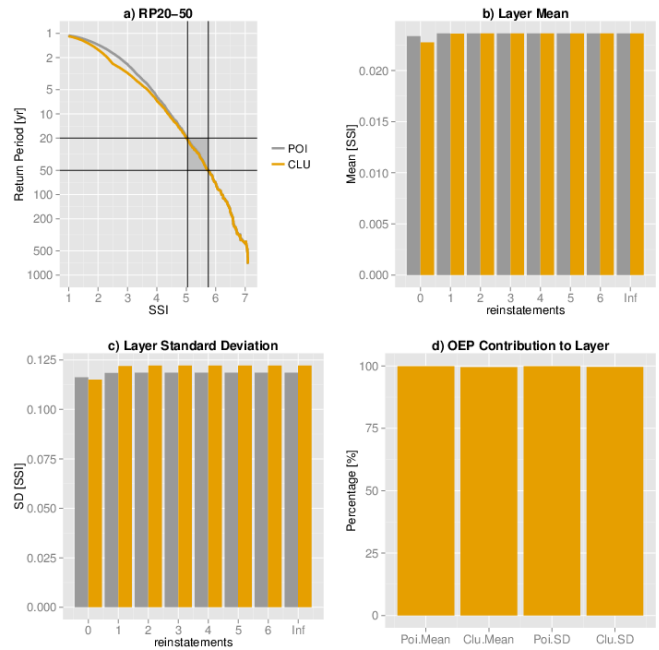 a) RP20−50
Return Period [yr]
1
2
5
10
20
50
100
200
500
1000
1 2 3 4 5 6 7
SSI
POI
CLU
b) Layer Mean
Mean [SSI]
0.020
0.015
0.010
0.005
0.000
0 1 2 3 4 5 6 Inf
reinstatements
c) Layer Standard Deviation
SD [SSI]
0.125
0.100
0.075
0.050
0.025
0.000
0 1 2 3 4 5 6 Inf
reinstatements
d) OEP Contribution to Layer
Percentage [%]
100
75
50
25
0
Poi.Mean Clu.Mean Poi.SD Clu.SD